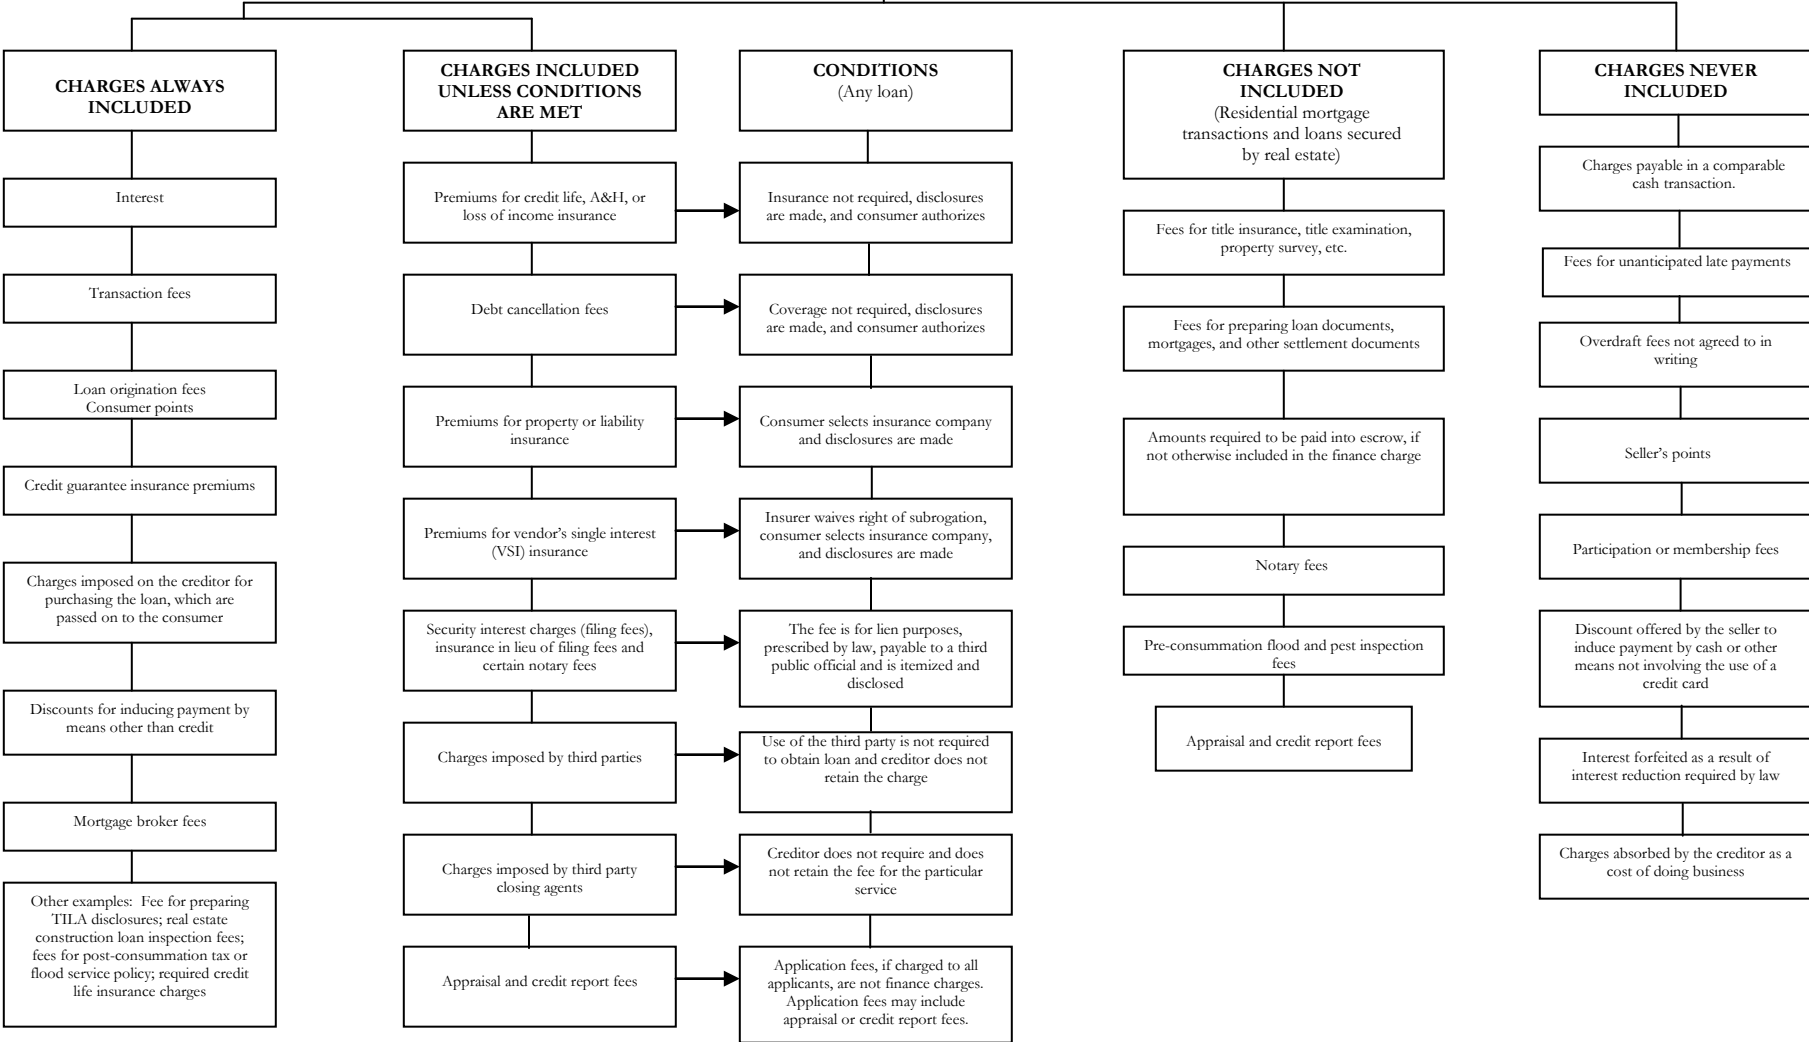 CHARGES ALWAYS
INCLUDED
Interest
Transaction fees
Loan origination fees
Consumer points
Credit guarantee insurance premiums
Charges imposed on the creditor for
purchasing the loan, which are
passed on to the consumer
Discounts for inducing payment by
means other than credit
Mortgage broker fees
Other examples: Fee for preparing
TILA disclosures; real estate
construction loan inspection fees;
fees for post-consummation tax or
flood service policy; required credit
life insurance charges
CHARGES INCLUDED
UNLESS CONDITIONS
ARE MET
Premiums for credit life, A&H, or
loss of income insurance
Debt cancellation fees
Premiums for property or liability
insurance
Premiums for vendor's single interest
(VSI) insurance
Security interest charges (filing fees),
insurance in lieu of filing fees and
certain notary fees
Charges imposed by third parties
Charges imposed by third party
closing agents
Appraisal and credit report fees
CONDITIONS
(Any loan)
Insurance not required, disclosures
are made, and consumer authorizes
Coverage not required, disclosures
are made, and consumer authorizes
Consumer selects insurance company
and disclosures are made
Insurer waives right of subrogation,
consumer selects insurance company,
and disclosures are made
The fee is for lien purposes,
prescribed by law, payable to a third
public official and is itemized and
disclosed
Use of the third party is not required
to obtain loan and creditor does not
retain the charge
Creditor does not require and does
not retain the fee for the particular
service
Application fees, if charged to all
applicants, are not finance charges.
Application fees may include
appraisal or credit report fees.
CHARGES NOT
INCLUDED
(Residential mortgage
transactions and loans secured
by real estate)
Fees for title insurance, title examination,
property survey, etc.
Fees for preparing loan documents,
mortgages, and other settlement documents
Amounts required to be paid into escrow, if
not otherwise included in the finance charge
Notary fees
Pre-consummation flood and pest inspection
fees
Appraisal and credit report fees
CHARGES NEVER
INCLUDED
Charges payable in a comparable
cash transaction.
Fees for unanticipated late payments
Overdraft fees not agreed to in
writing
Seller's points
Participation or membership fees
Discount offered by the seller to
induce payment by cash or other
means not involving the use of a
credit card
Interest forfeited as a result of
interest reduction required by law
Charges absorbed by the creditor as a
cost of doing business